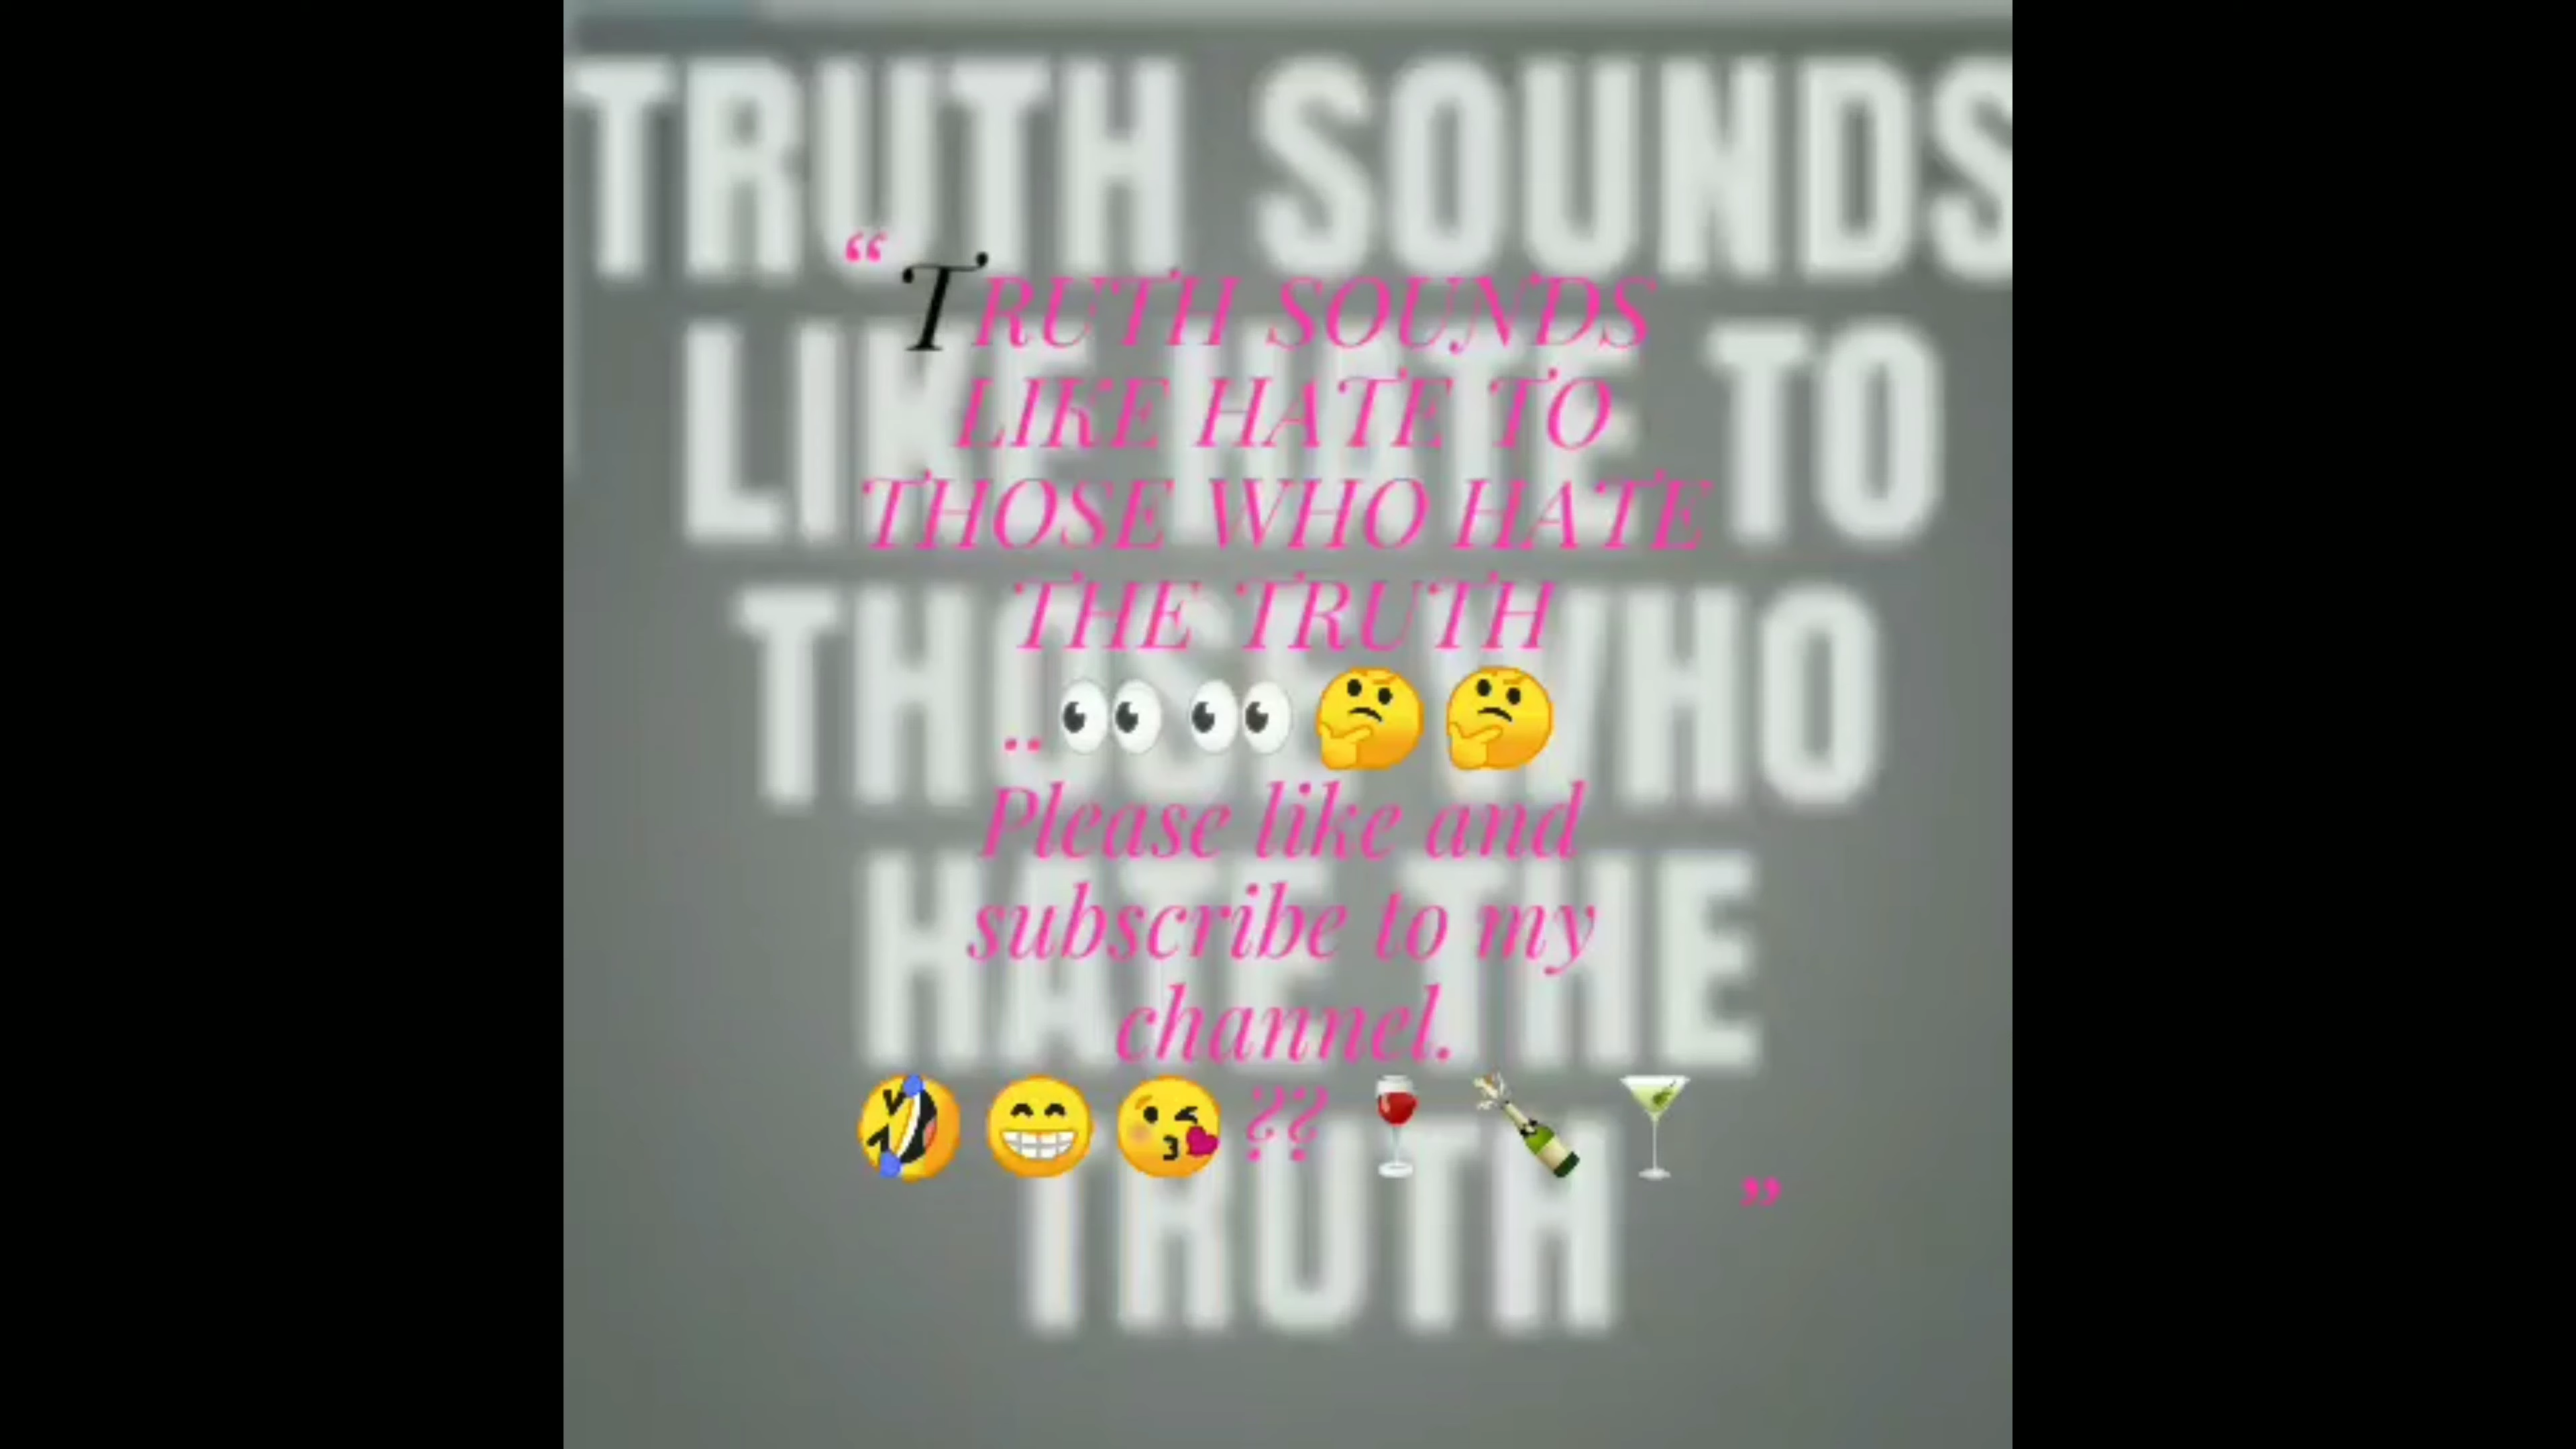 TRUTH SOUNDS
LIKE HATE TO
THOSE WHO
HATE THE
TRUTH
“TRUTH SOUNDS
LIKE HATE TO
THOSE WHO HATE
THE TRUTH
..👀👀🤔🤔
Please like and
subscribe to my
channel.
🤣😁😘?? 🍷🍾🍸”